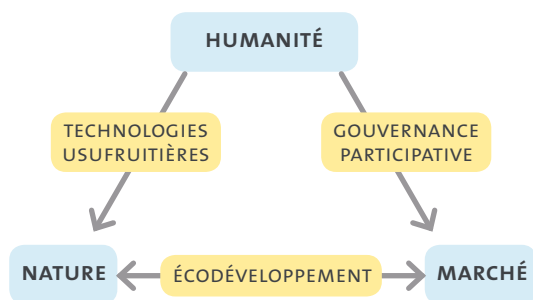 HUMANITÉ
TECHNOLOGIES
USUFRUITIÈRES
GOUVERNANCE
PARTICIPATIVE
NATURE
ÉCODÉVELOPPEMENT
MARCHÉ